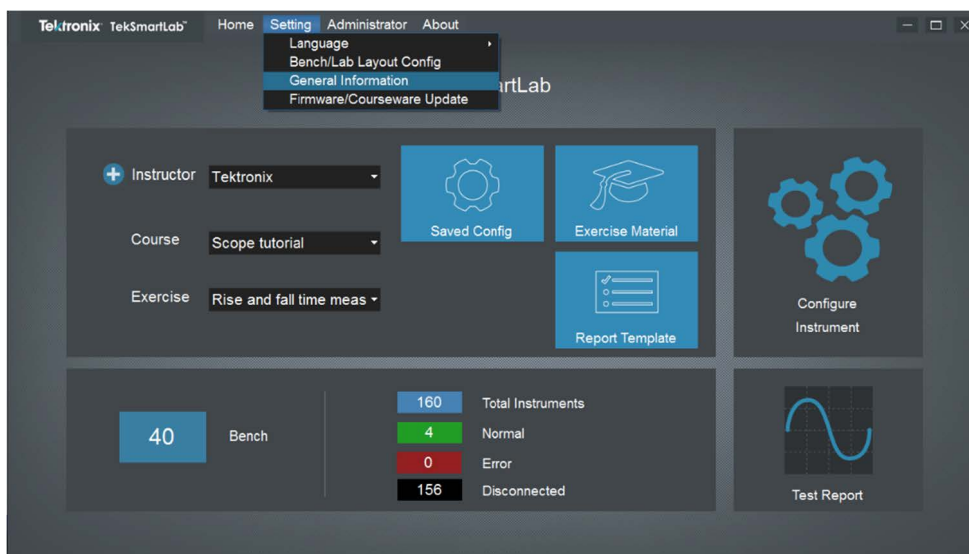 Tektronix TekSmartLab™ Home Setting Administrator About
Language
Bench/Lab Layout Config
General Information
artLab
Firmware/Courseware Update
Instructor Tektronix
Saved Config
Exercise Material
Course Scope tutorial
Exercise Rise and fall time meas
Report Template
Configure
Instrument
40 Bench
160 Total Instruments
4 Normal
0 Error
156 Disconnected
Test Report